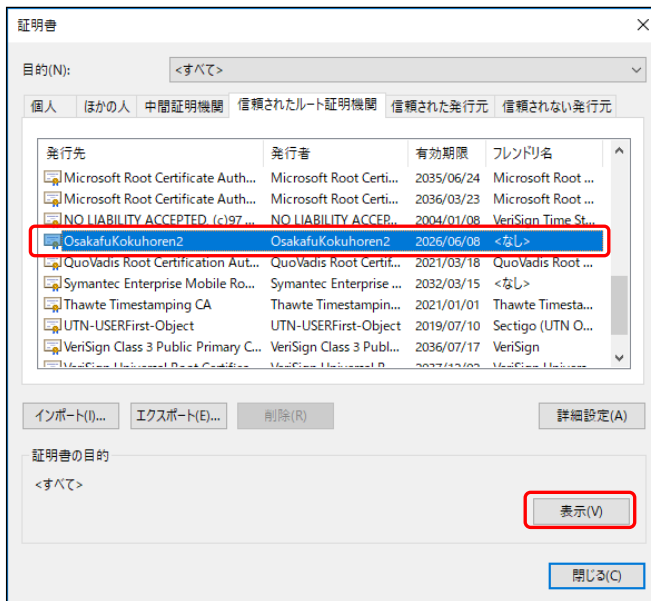 証明書
目的(N): <すべて>
個人 ほかの人 中間証明機関 信頼されたルート証明機関 信頼された発行元 信頼されない発行元
発行先 発行者 有効期限 フレンドリ名
Microsoft Root Certificate Auth... Microsoft Root Certi... 2035/06/24 Microsoft Root ...
Microsoft Root Certificate Auth... Microsoft Root Certi... 2036/03/23 Microsoft Root ...
NO LIABILITY ACCEPTED, (c)97 ... NO LIABILITY ACCEP... 2004/01/08 VeriSign Time St...
OsakafuKokuhoren2 OsakafuKokuhoren2 2026/06/08 <なし>
QuoVadis Root Certification Aut... QuoVadis Root Certif... 2021/03/18 QuoVadis Root ...
Symantec Enterprise Mobile Ro... Symantec Enterprise ... 2032/03/15 <なし>
Thawte Timestamping CA Thawte Timestampin... 2021/01/01 Thawte Timesta...
UTN-USERFirst-Object UTN-USERFirst-Object 2019/07/10 Sectigo (UTN O...
VeriSign Class 3 Public Primary C... VeriSign Class 3 Publ... 2036/07/17 VeriSign
インポート(I)... エクスポート(E)... 削除(R) 詳細設定(A)
証明書の目的
<すべて>
表示(V)
閉じる(C)